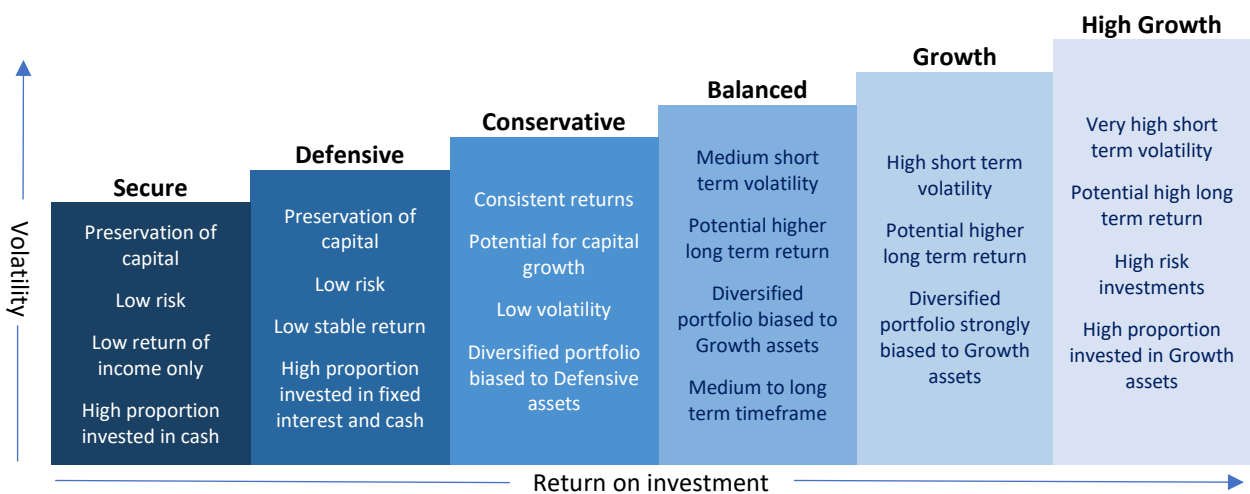 Volatility
Secure
Preservation of
capital
Low risk
Low return of
income only
High proportion
invested in cash
Defensive
Preservation of
capital
Low risk
Low stable return
High proportion
invested in fixed
interest and cash
Conservative
Consistent returns
Potential for capital
growth
Low volatility
Diversified portfolio
biased to Defensive
assets
Balanced
Medium short
term volatility
Potential higher
long term return
Diversified
portfolio biased to
Growth assets
Medium to long
term timeframe
Growth
High short term
volatility
Potential higher
long term return
Diversified
portfolio strongly
biased to Growth
assets
High Growth
Very high short
term volatility
Potential high long
term return
High risk
investments
High proportion
invested in Growth
assets
Return on investment